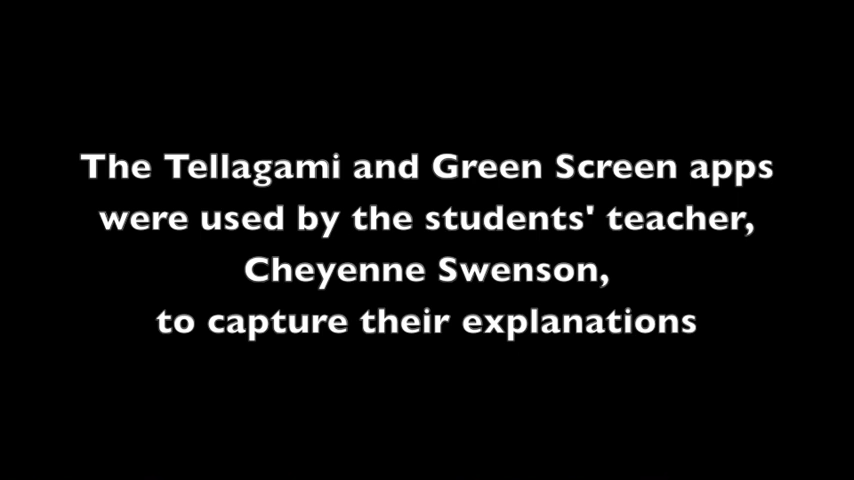 The Tellagami and Green Screen apps
were used by the students' teacher,
Cheyenne Swenson,
to capture their explanations